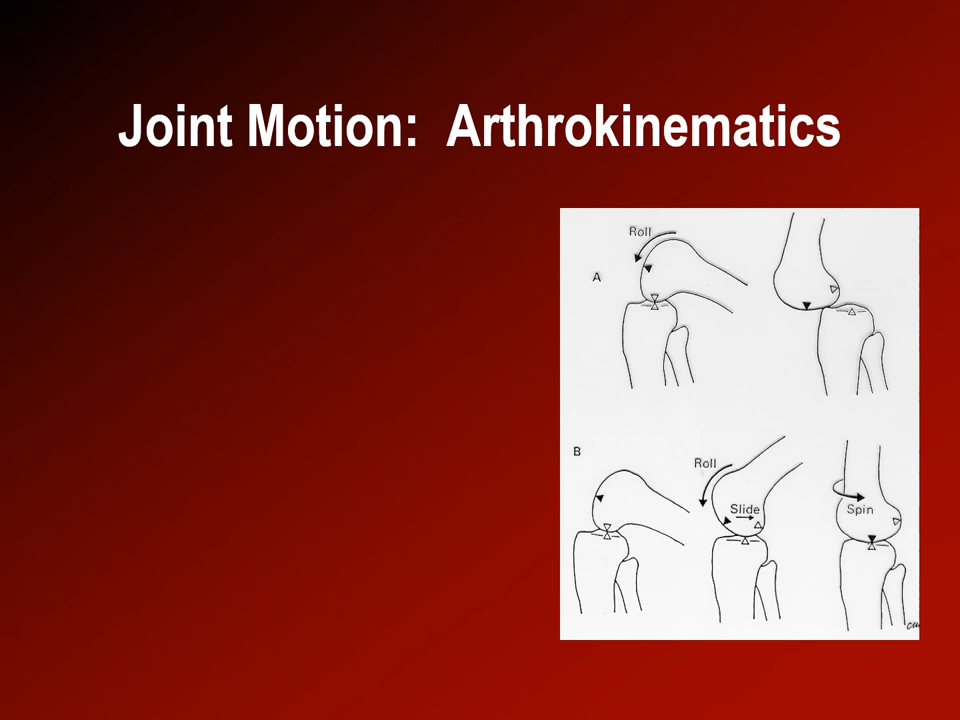 Joint Motion: Arthrokinematics
Roll
A
B
Roll
Slide
Spin